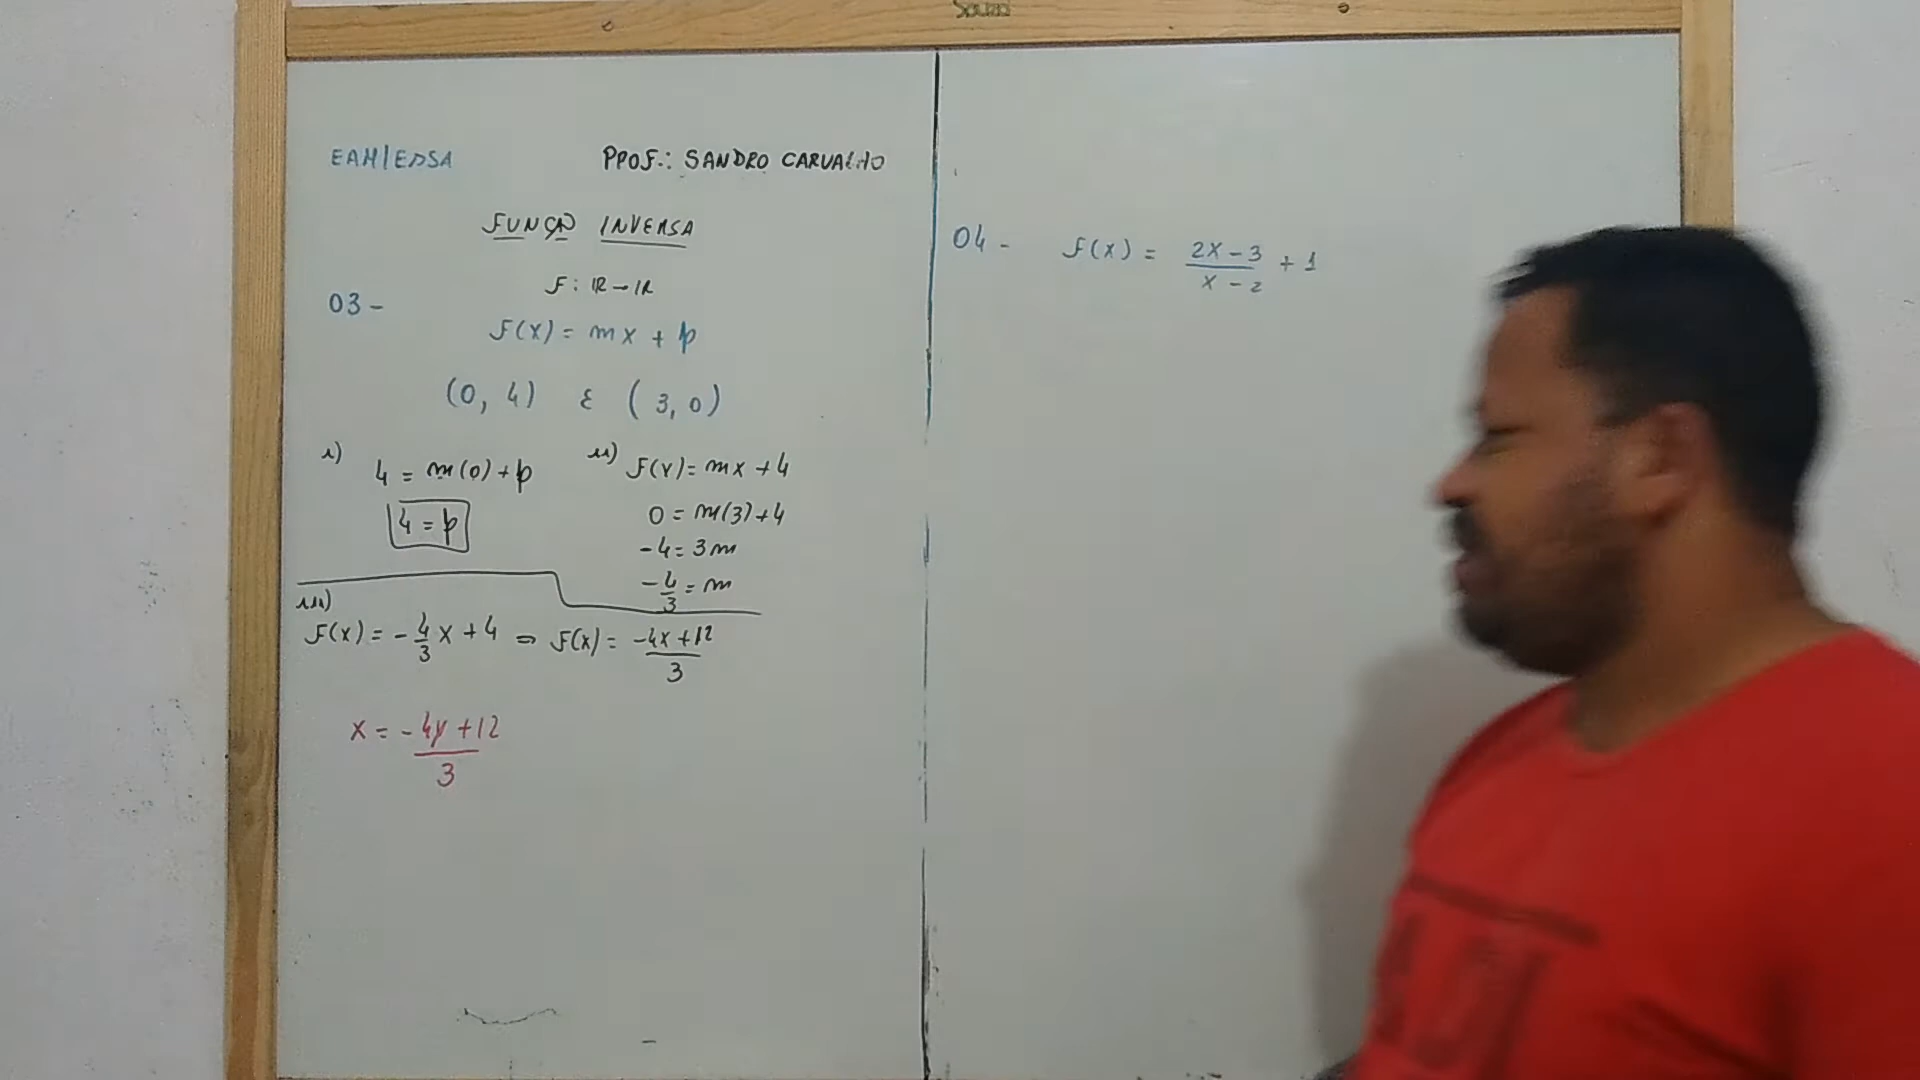 EAM/ESSA PROF.: SANDRO CARVALHO
FUNÇÃO INVERSA
F: IR → IR
03 -
F(X) = mx + p
(0, 4) E (3, 0)
i) 4 = m(0) + p
4 = p
ii) F(X) = mx + 4
0 = m(3) + 4
-4 = 3m
-4/3 = m
iii)
F(X) = -4/3 X + 4 ⇒ F(X) = -4X + 12 / 3
X = -4y + 12 / 3
04 - F(X) = 2X - 3 / X - 2 + 1